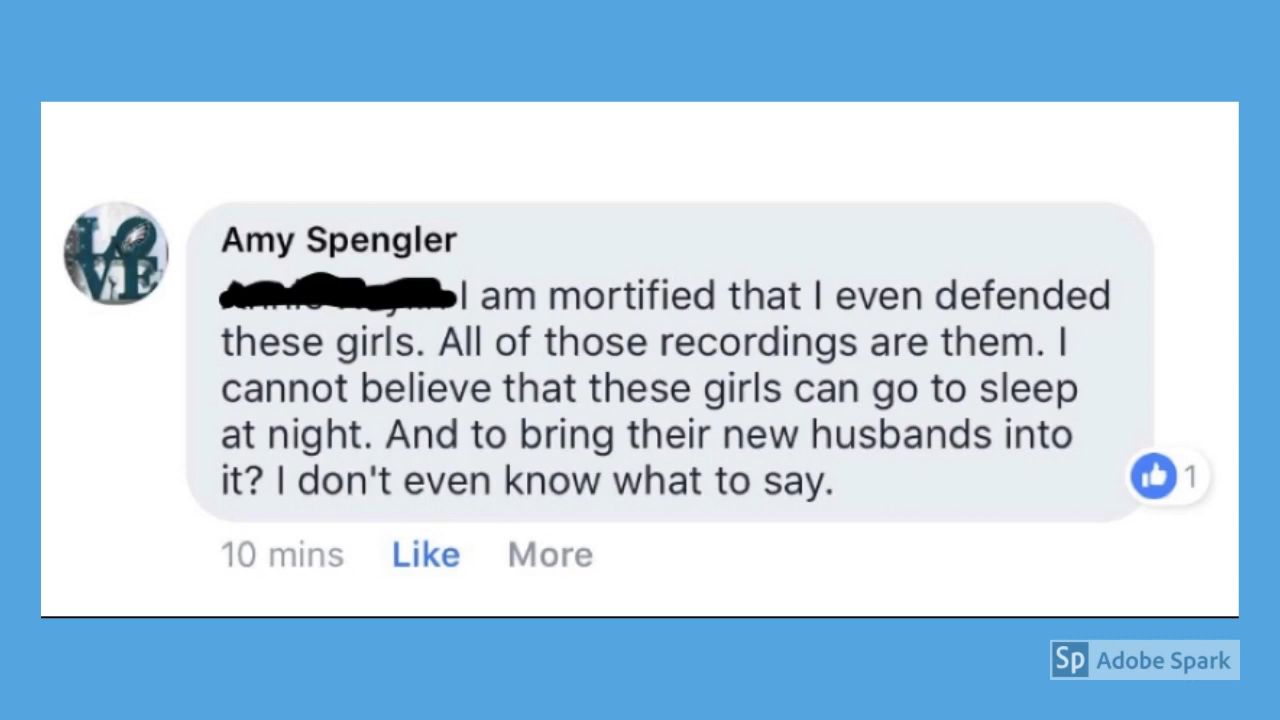 LOVE
Amy Spengler
I am mortified that I even defended
these girls. All of those recordings are them. I
cannot believe that these girls can go to sleep
at night. And to bring their new husbands into
it? I don't even know what to say.
1
10 mins Like More
Sp Adobe Spark